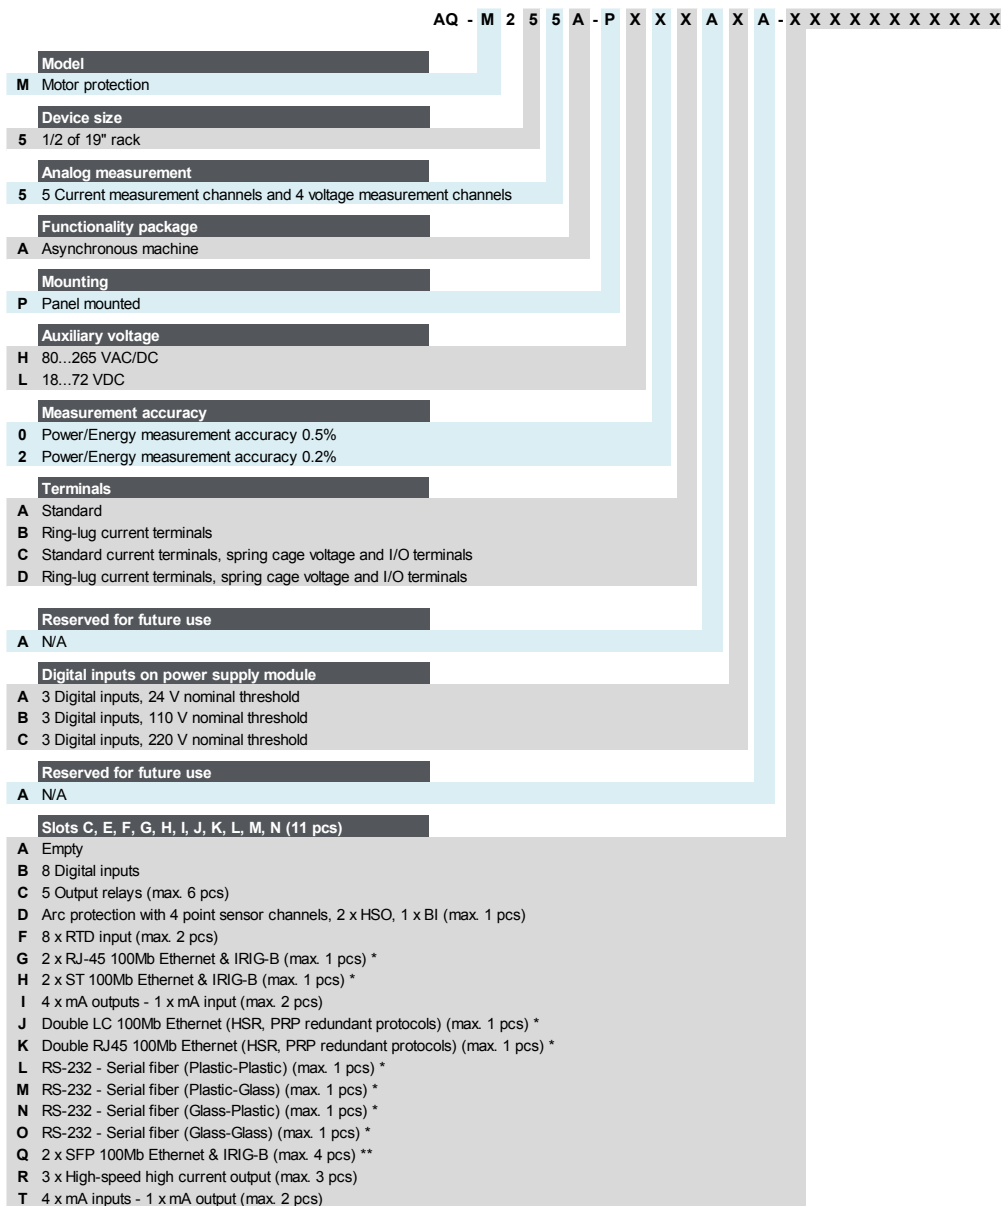 AQ - M 2 5 5 A - P X X X A X A - X X X X X X X X X X X
Model
M Motor protection
Device size
5 1/2 of 19" rack
Analog measurement
5 5 Current measurement channels and 4 voltage measurement channels
Functionality package
A Asynchronous machine
Mounting
P Panel mounted
Auxiliary voltage
H 80...265 VAC/DC
L 18...72 VDC
Measurement accuracy
0 Power/Energy measurement accuracy 0.5%
2 Power/Energy measurement accuracy 0.2%
Terminals
A Standard
B Ring-lug current terminals
C Standard current terminals, spring cage voltage and I/O terminals
D Ring-lug current terminals, spring cage voltage and I/O terminals
Reserved for future use
A N/A
Digital inputs on power supply module
A 3 Digital inputs, 24 V nominal threshold
B 3 Digital inputs, 110 V nominal threshold
C 3 Digital inputs, 220 V nominal threshold
Reserved for future use
A N/A
Slots C, E, F, G, H, I, J, K, L, M, N (11 pcs)
A Empty
B 8 Digital inputs
C 5 Output relays (max. 6 pcs)
D Arc protection with 4 point sensor channels, 2 x HSO, 1 x BI (max. 1 pcs)
F 8 x RTD input (max. 2 pcs)
G 2 x RJ-45 100Mb Ethernet & IRIG-B (max. 1 pcs) *
H 2 x ST 100Mb Ethernet & IRIG-B (max. 1 pcs) *
I 4 x mA outputs - 1 x mA input (max. 2 pcs)
J Double LC 100Mb Ethernet (HSR, PRP redundant protocols) (max. 1 pcs) *
K Double RJ45 100Mb Ethernet (HSR, PRP redundant protocols) (max. 1 pcs) *
L RS-232 - Serial fiber (Plastic-Plastic) (max. 1 pcs) *
M RS-232 - Serial fiber (Plastic-Glass) (max. 1 pcs) *
N RS-232 - Serial fiber (Glass-Plastic) (max. 1 pcs) *
O RS-232 - Serial fiber (Glass-Glass) (max. 1 pcs) *
Q 2 x SFP 100Mb Ethernet & IRIG-B (max. 4 pcs) **
R 3 x High-speed high current output (max. 3 pcs)
T 4 x mA inputs - 1 x mA output (max. 2 pcs)